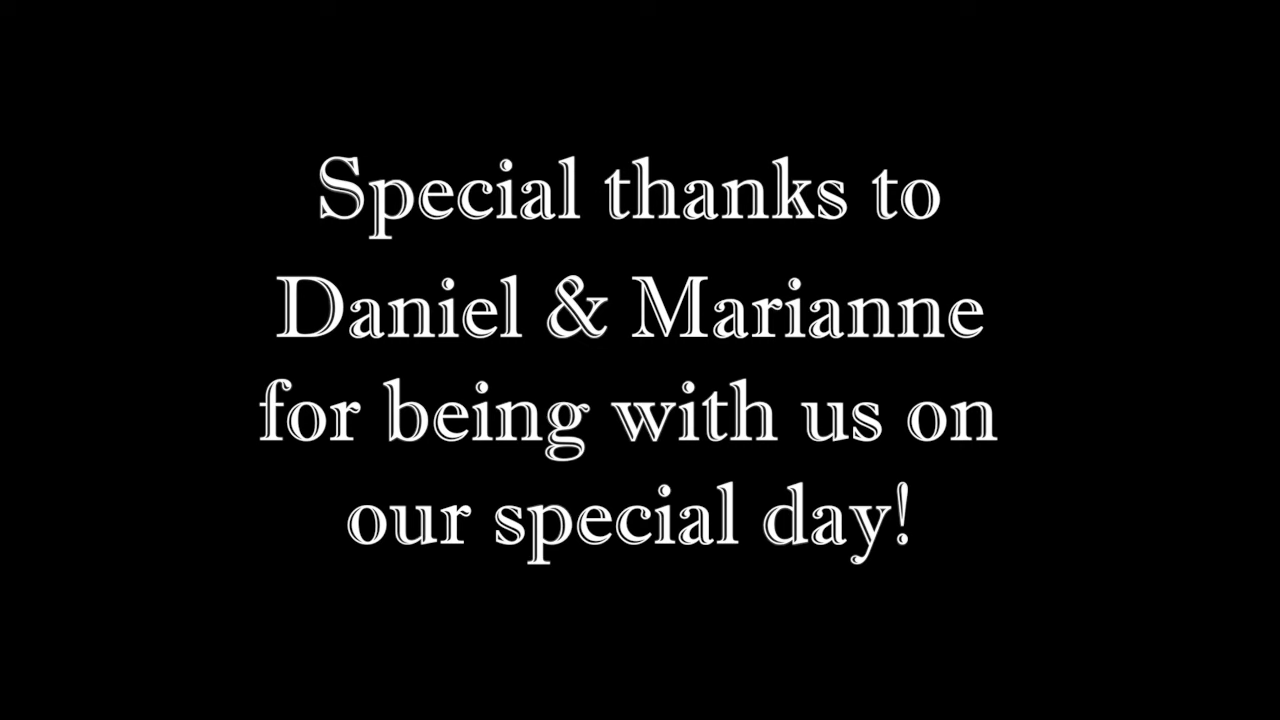 Special thanks to
Daniel & Marianne
for being with us on
our special day!